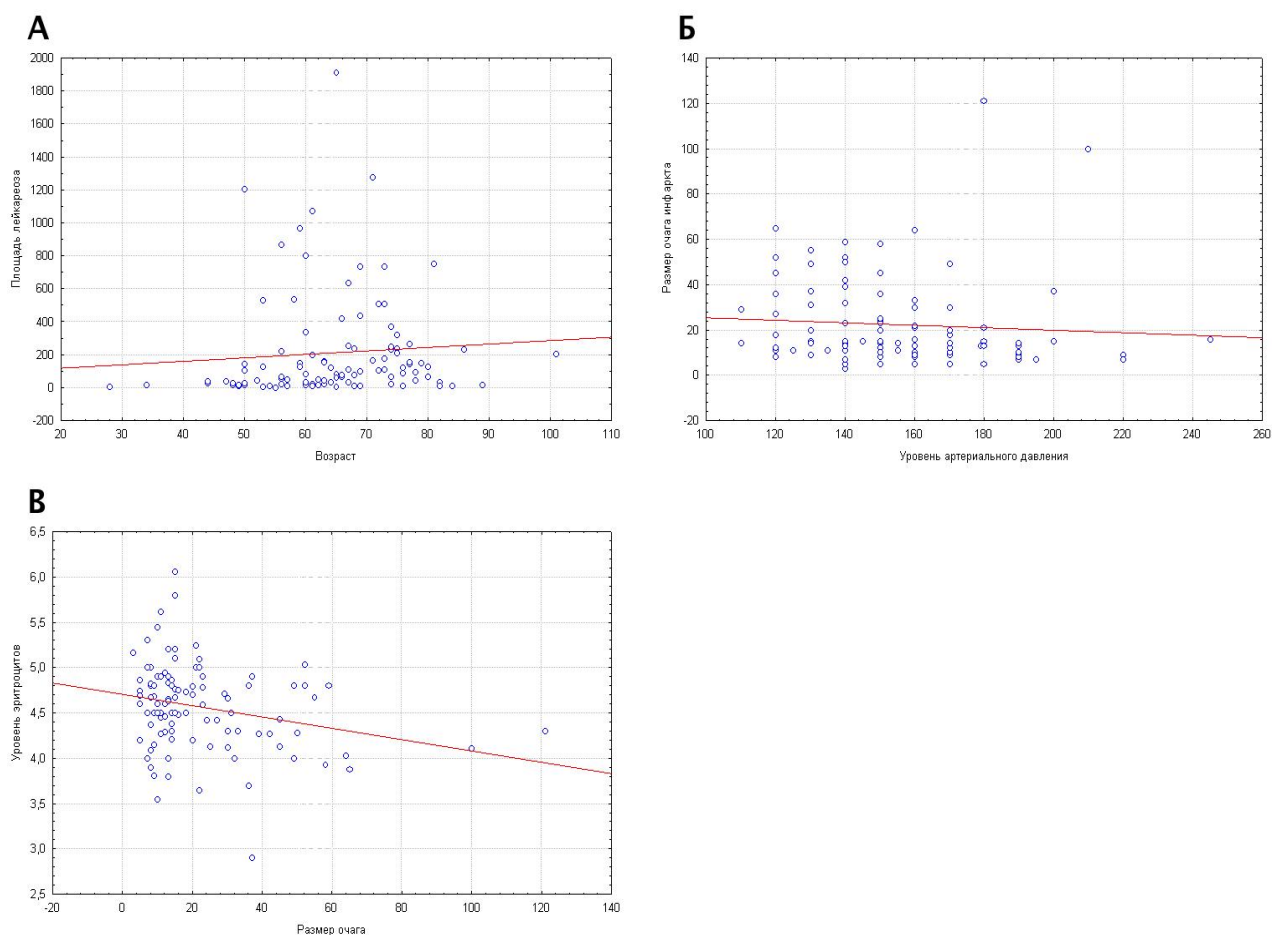 А
2000
1800
1600
1400
1200
1000
800
600
400
200
0
-200
20 30 40 50 60 70 80 90 100 110
Площадь лейкареоза
Возраст
Б
140
120
100
80
60
40
20
0
-20
100 120 140 160 180 200 220 240 260
Размер очага инфаркта
Уровень артериального давления
В
6,5
6,0
5,5
5,0
4,5
4,0
3,5
3,0
2,5
-20 0 20 40 60 80 100 120 140
Уровень эритроцитов
Размер очага